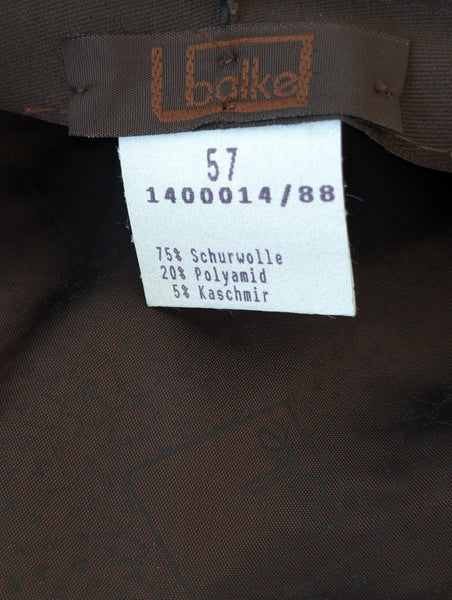 balke
57
1400014/88
75% Schurwolle
20% Polyamid
5% Kaschmir